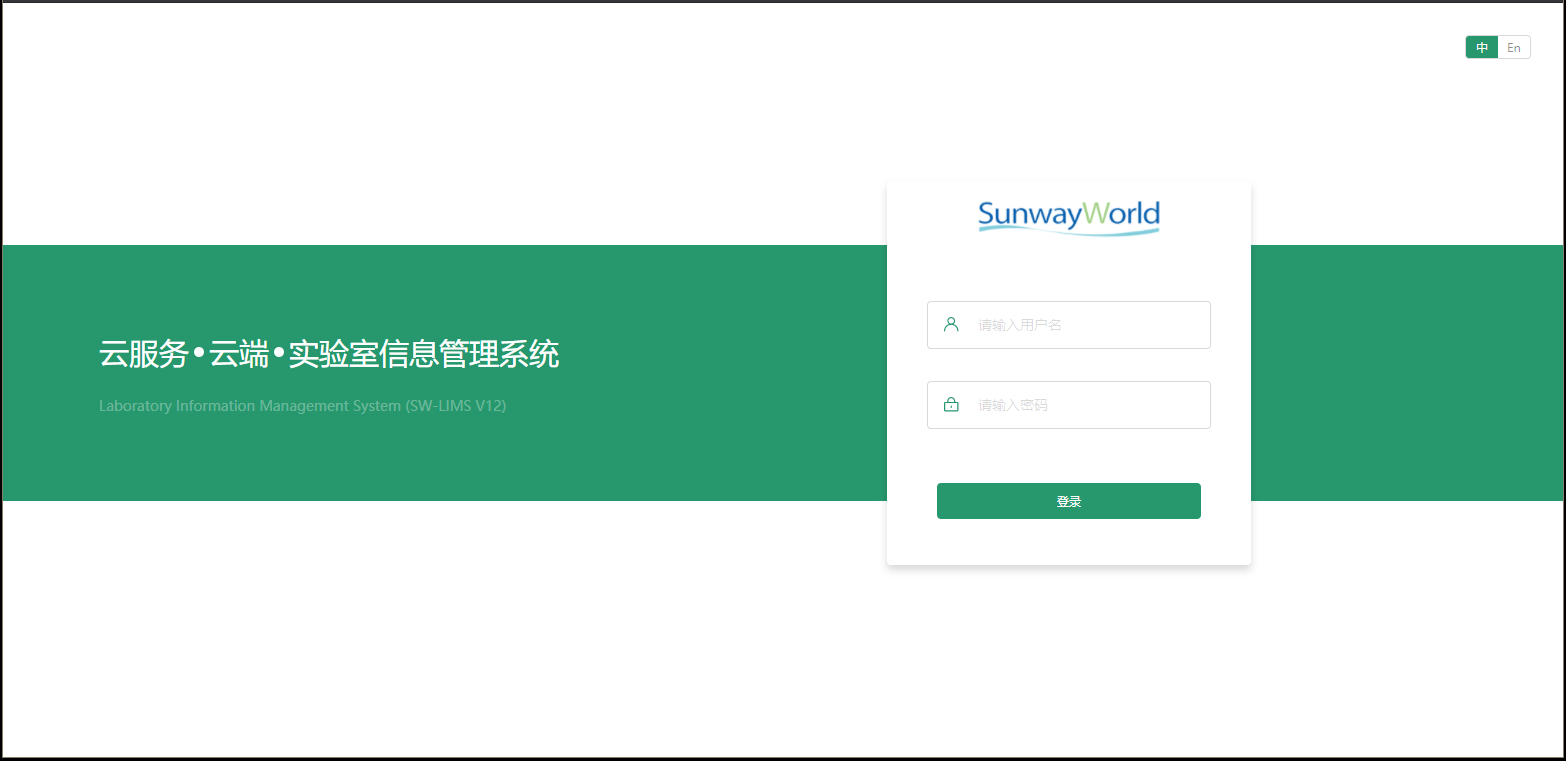 中 En
SunwayWorld
云服务•云端•实验室信息管理系统
Laboratory Information Management System (SW-LIMS V12)
请输入用户名
请输入密码
登录